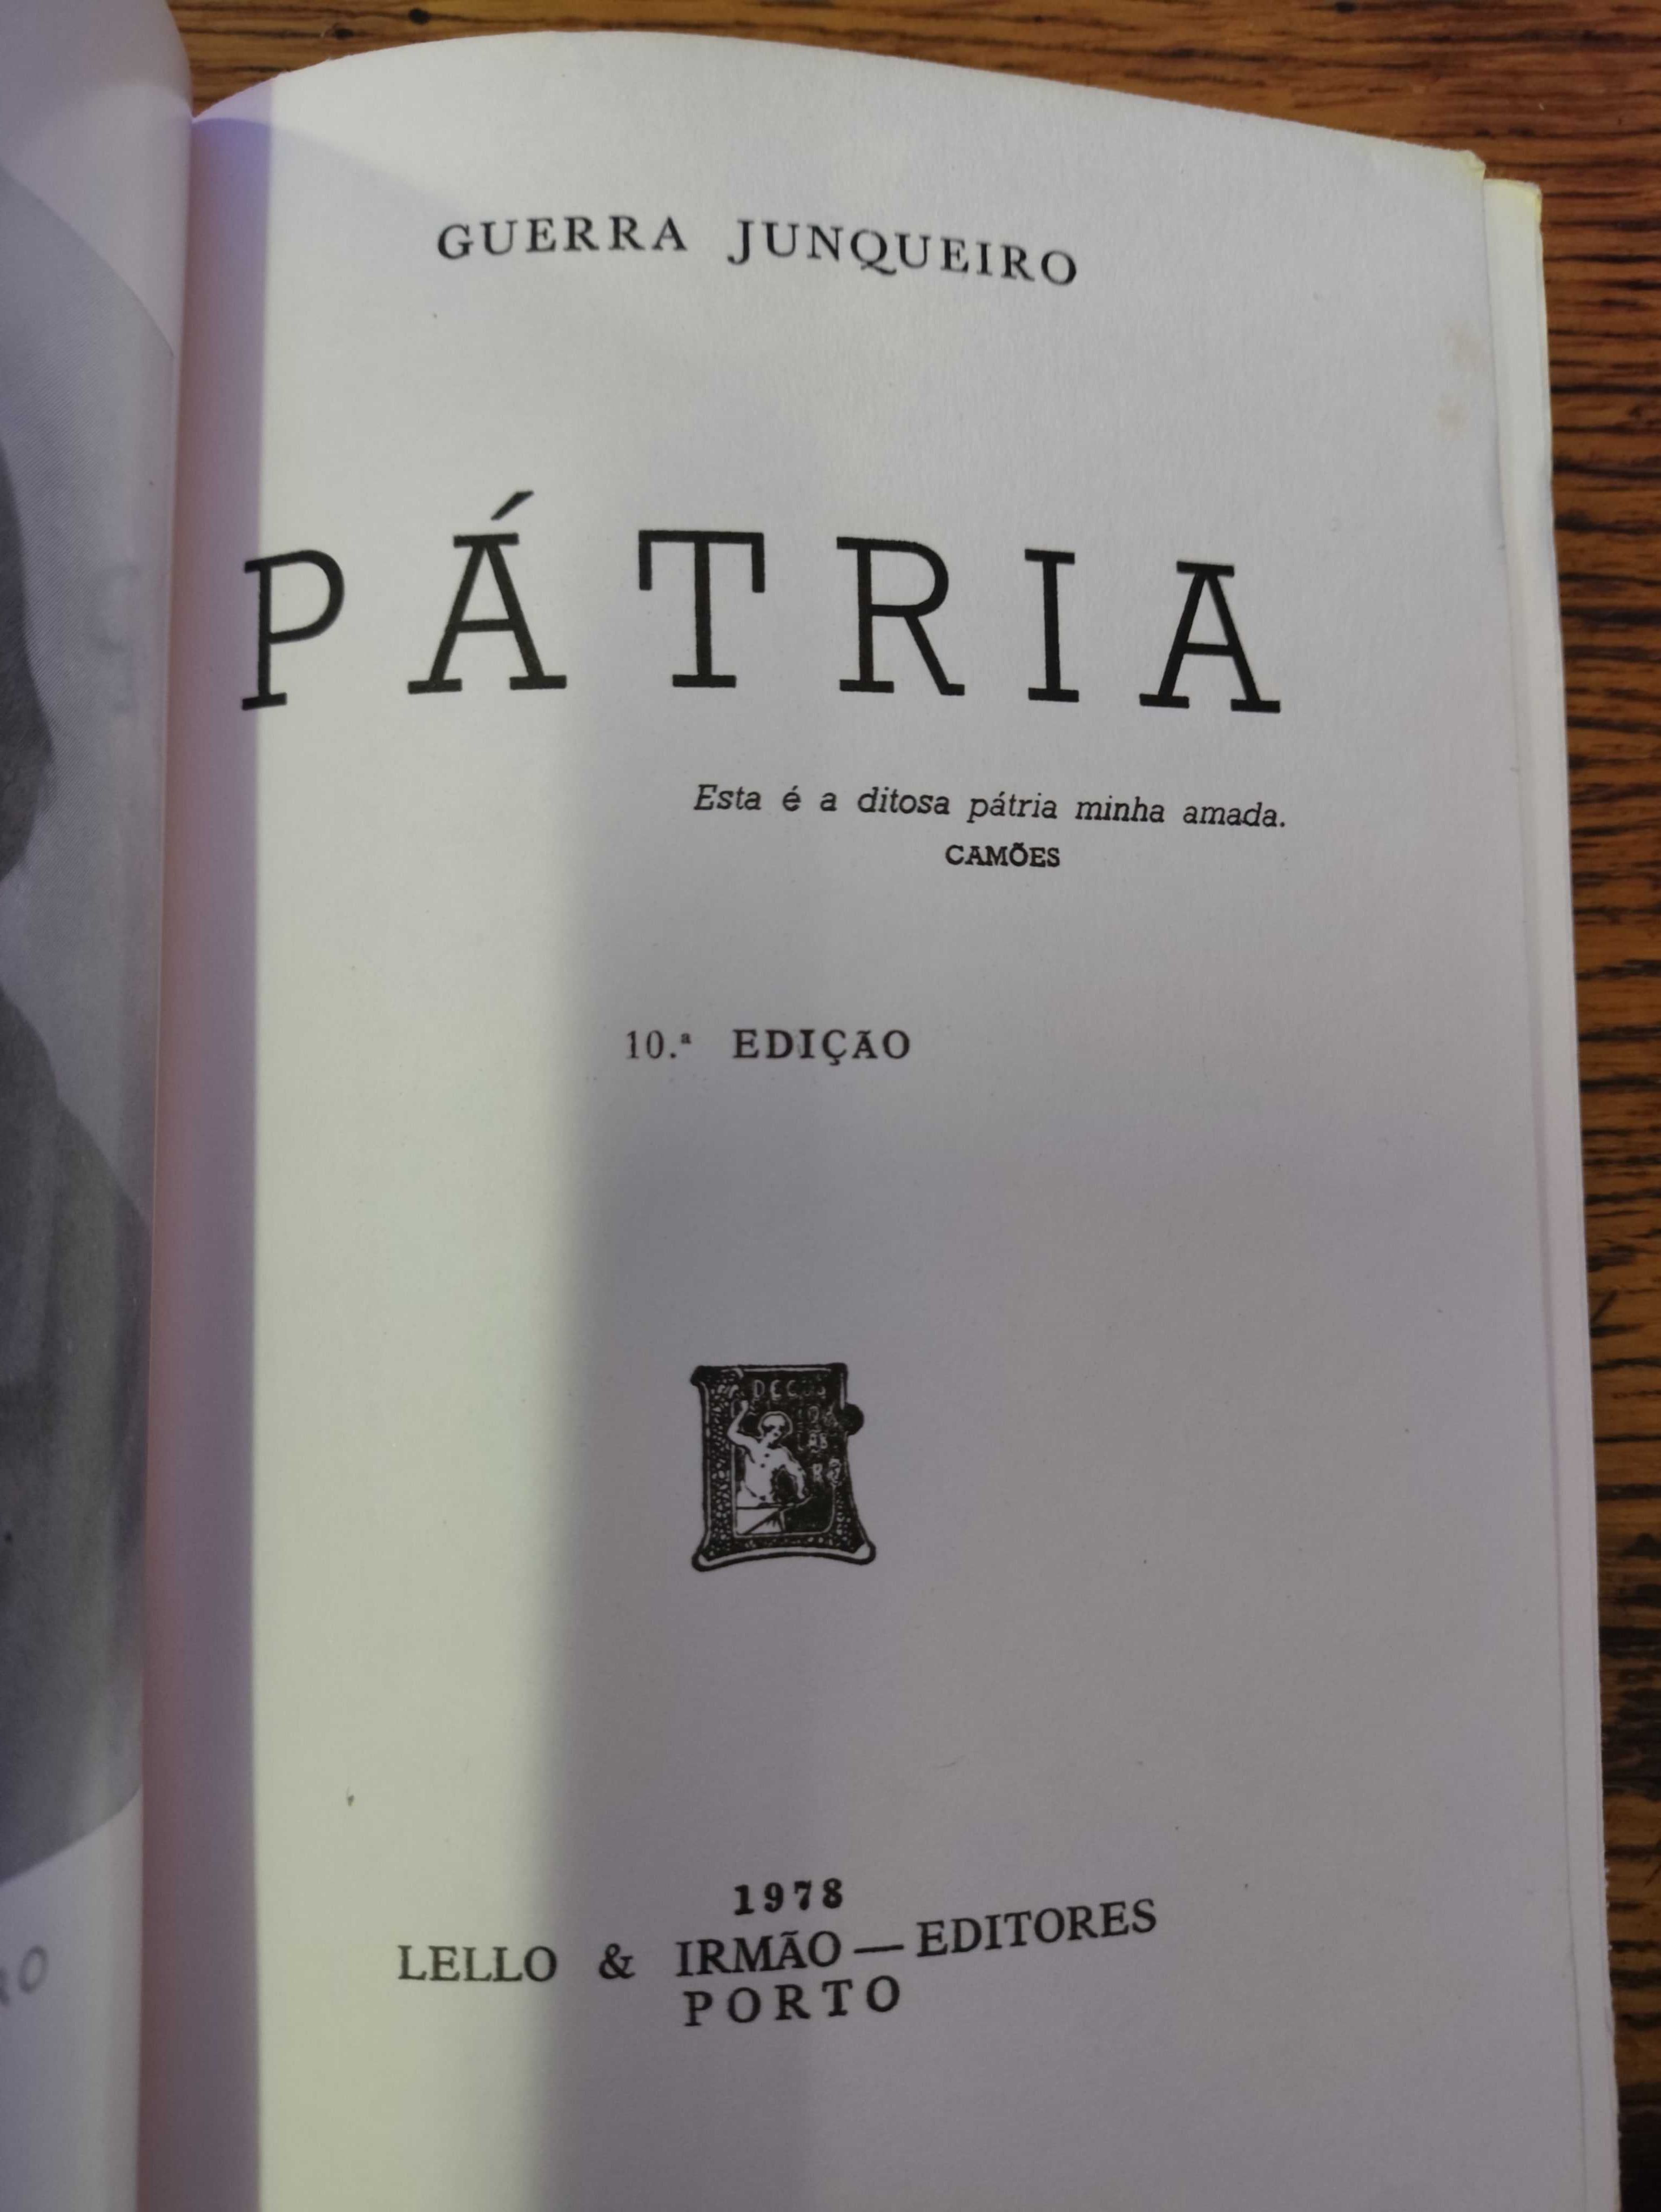 GUERRA JUNQUEIRO
PÁTRIA
Esta é a ditosa pátria minha amada.
CAMÕES
10.ª EDIÇÃO
1978
LELLO & IRMÃO — EDITORES
PORTO